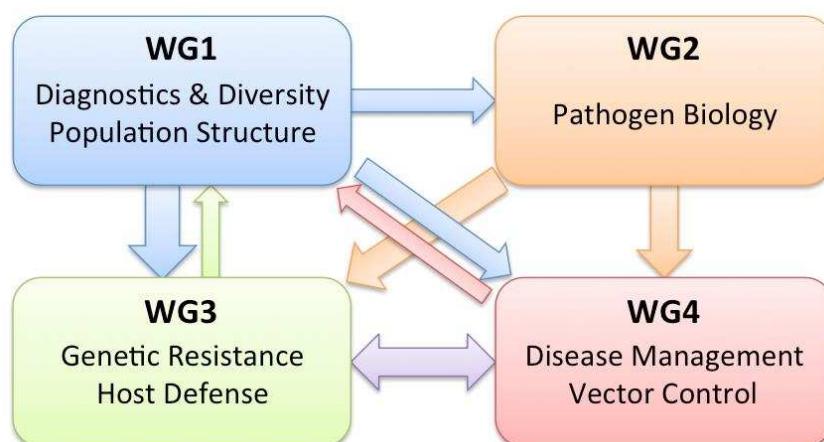 WG1
Diagnostics & Diversity
Population Structure
WG2
Pathogen Biology
WG3
Genetic Resistance
Host Defense
WG4
Disease Management
Vector Control